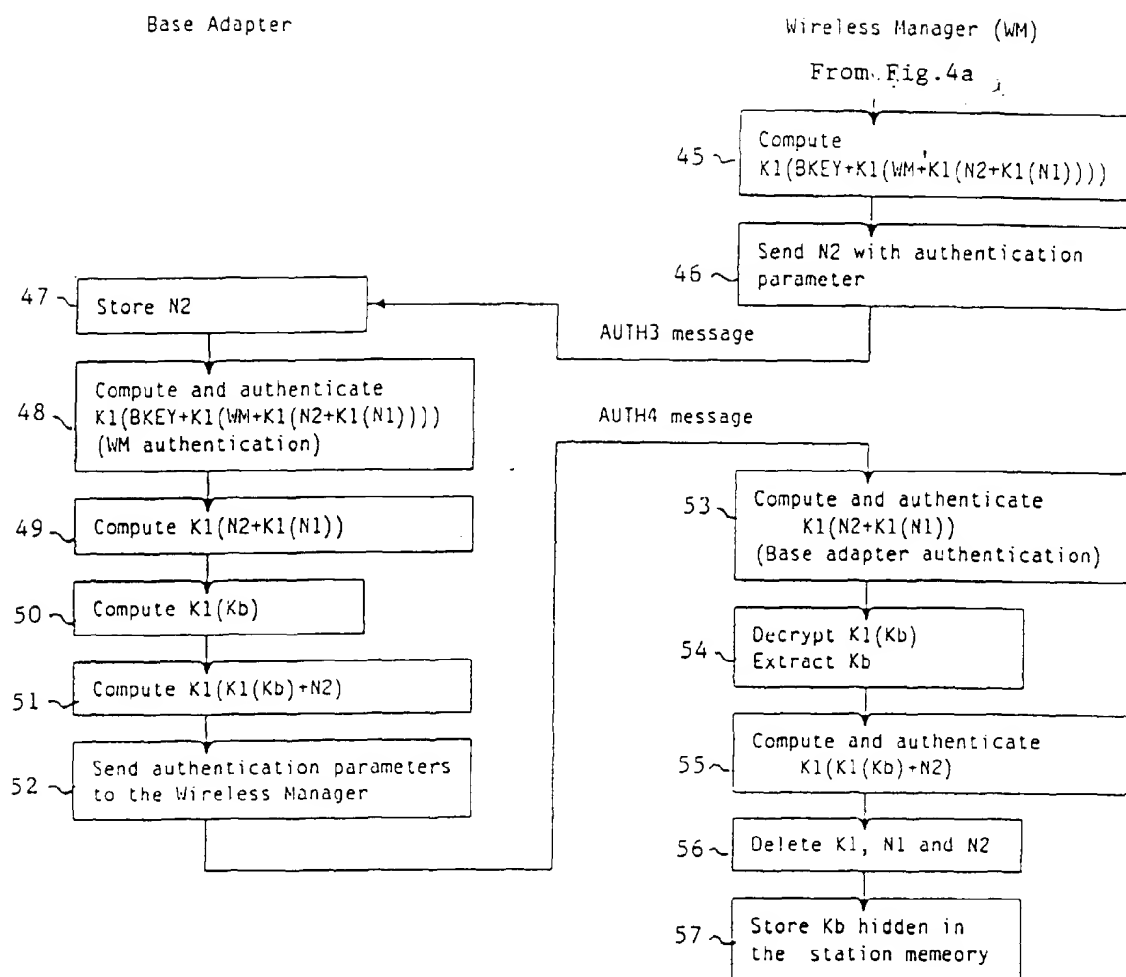 Base Adapter
Wireless Manager (WM)
From Fig.4a
45
Compute
K1(BKEY+K1(WM+K1(N2+K1(N1))))
46
Send N2 with authentication
parameter
47
Store N2
AUTH3 message
48
Compute and authenticate
K1(BKEY+K1(WM+K1(N2+K1(N1))))
(WM authentication)
AUTH4 message
49
Compute K1(N2+K1(N1))
50
Compute K1(Kb)
51
Compute K1(K1(Kb)+N2)
52
Send authentication parameters
to the Wireless Manager
53
Compute and authenticate
K1(N2+K1(N1))
(Base adapter authentication)
54
Decrypt K1(Kb)
Extract Kb
55
Compute and authenticate
K1(K1(Kb)+N2)
56
Delete K1, N1 and N2
57
Store Kb hidden in
the station memeory